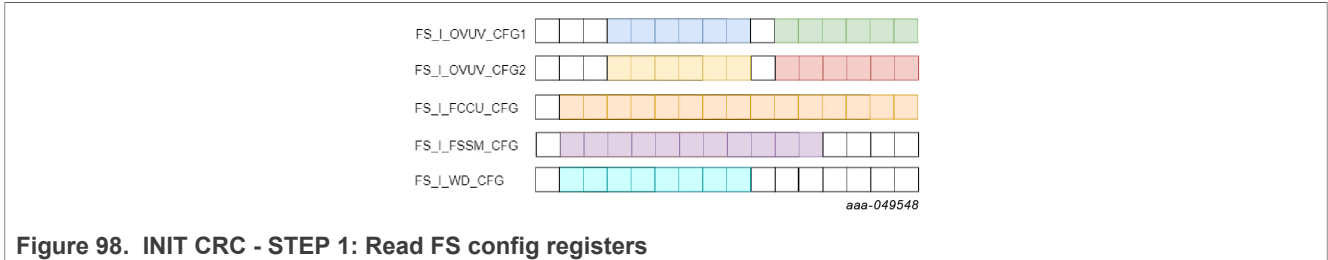 FS_I_OVUV_CFG1
FS_I_OVUV_CFG2
FS_I_FCCU_CFG
FS_I_FSSM_CFG
FS_I_WD_CFG
aaa-049548
Figure 98. INIT CRC - STEP 1: Read FS config registers